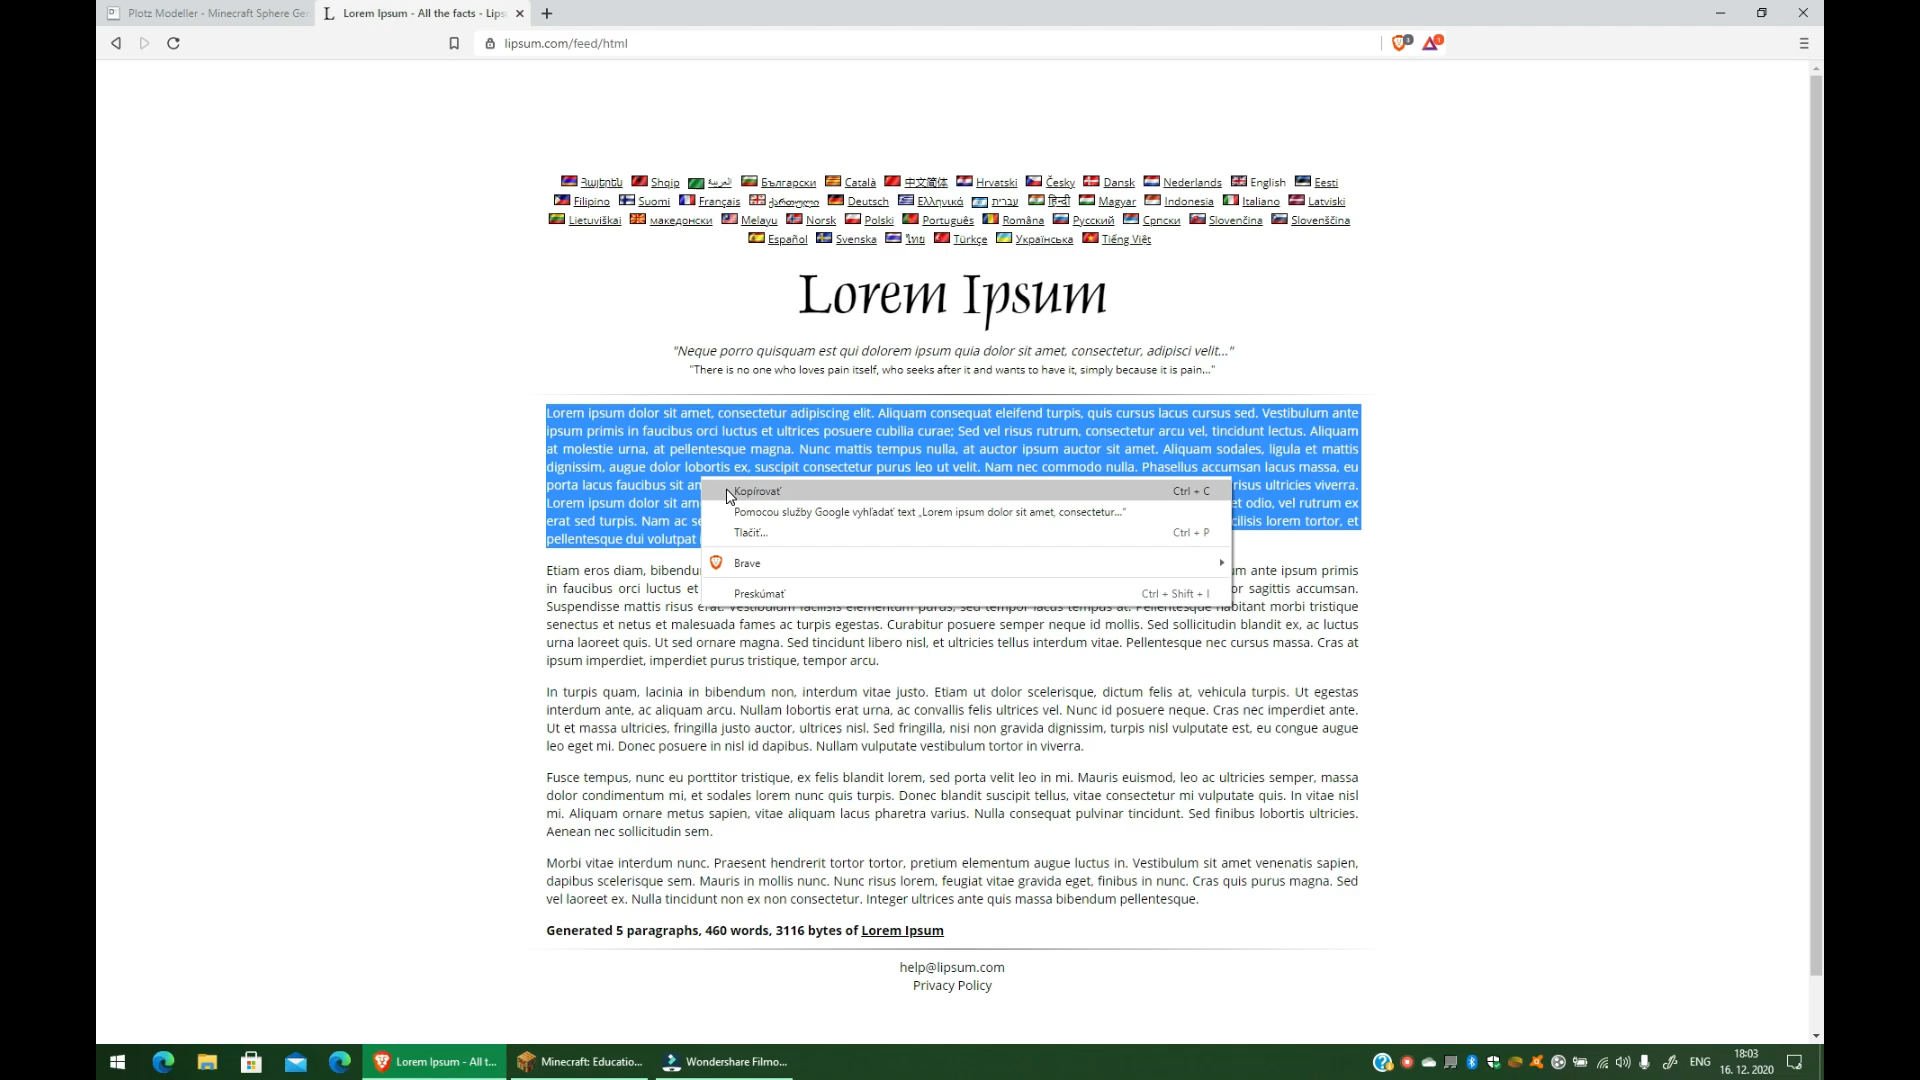 Plotz Modeller - Minecraft Sphere Ge
Lorem Ipsum - All the facts - Lips
lipsum.com/feed/html
Հայերեն Shqip العربية Български Català 中文简体 Hrvatski Česky Dansk Nederlands English Eesti
Filipino Suomi Français ქართული Deutsch Ελληνικά עברית हिन्दी Magyar Indonesia Italiano Latviski
Lietuviškai македонски Melayu Norsk Polski Português Româna Русский Српски Slovenčina Slovenščina
Español Svenska ไทย Türkçe Українська Tiếng Việt
Lorem Ipsum
"Neque porro quisquam est qui dolorem ipsum quia dolor sit amet, consectetur, adipisci velit..."
"There is no one who loves pain itself, who seeks after it and wants to have it, simply because it is pain..."
Lorem ipsum dolor sit amet, consectetur adipiscing elit. Aliquam consequat eleifend turpis, quis cursus lacus cursus sed. Vestibulum ante
ipsum primis in faucibus orci luctus et ultrices posuere cubilia curae; Sed vel risus rutrum, consectetur arcu vel, tincidunt lectus. Aliquam
at molestie urna, at pellentesque magna. Nunc mattis tempus nulla, at auctor ipsum auctor sit amet. Aliquam sodales, ligula et mattis
dignissim, augue dolor lobortis ex, suscipit consectetur purus leo ut velit. Nam nec commodo nulla. Phasellus accumsan lacus massa, eu
porta lacus faucibus sit am risus ultricies viverra.
Lorem ipsum dolor sit am et odio, vel rutrum ex
erat sed turpis. Nam ac se cilisis lorem tortor, et
pellentesque dui volutpat
Kopírovať Ctrl + C
Pomocou služby Google vyhľadať text „Lorem ipsum dolor sit amet, consectetur..."
Tlačiť... Ctrl + P
Brave
Preskúmať Ctrl + Shift + I
Etiam eros diam, bibendu um ante ipsum primis
in faucibus orci luctus et or sagittis accumsan.
Suspendisse mattis risus erat. Vestibulum facilisis elementum purus, sed tempor lacus tempus at. Pellentesque habitant morbi tristique
senectus et netus et malesuada fames ac turpis egestas. Curabitur posuere semper neque id mollis. Sed sollicitudin blandit ex, ac luctus
urna laoreet quis. Ut sed ornare magna. Sed tincidunt libero nisl, et ultricies tellus interdum vitae. Pellentesque nec cursus massa. Cras at
ipsum imperdiet, imperdiet purus tristique, tempor arcu.
In turpis quam, lacinia in bibendum non, interdum vitae justo. Etiam ut dolor scelerisque, dictum felis at, vehicula turpis. Ut egestas
interdum ante, ac aliquam arcu. Nullam lobortis erat urna, ac convallis felis ultrices vel. Nunc id posuere neque. Cras nec imperdiet ante.
Ut et massa ultricies, fringilla justo auctor, ultrices nisl. Sed fringilla, nisi non gravida dignissim, turpis nisl vulputate est, eu congue augue
leo eget mi. Donec posuere in nisl id dapibus. Nullam vulputate vestibulum tortor in viverra.
Fusce tempus, nunc eu porttitor tristique, ex felis blandit lorem, sed porta velit leo in mi. Mauris euismod, leo ac ultricies semper, massa
dolor condimentum mi, et sodales lorem nunc quis turpis. Donec blandit suscipit tellus, vitae consectetur mi vulputate quis. In vitae nisl
mi. Aliquam ornare metus sapien, vitae aliquam lacus pharetra varius. Nulla consequat pulvinar tincidunt. Sed finibus lobortis ultricies.
Aenean nec sollicitudin sem.
Morbi vitae interdum nunc. Praesent hendrerit tortor tortor, pretium elementum augue luctus in. Vestibulum sit amet venenatis sapien,
dapibus scelerisque sem. Mauris in mollis nunc. Nunc risus lorem, feugiat vitae gravida eget, finibus in nunc. Cras quis purus magna. Sed
vel laoreet ex. Nulla tincidunt non ex non consectetur. Integer ultrices ante quis massa bibendum pellentesque.
Generated 5 paragraphs, 460 words, 3116 bytes of Lorem Ipsum
help@lipsum.com
Privacy Policy
Lorem Ipsum - All t... Minecraft: Educatio... Wondershare Filmo... ENG 18:03
16. 12. 2020